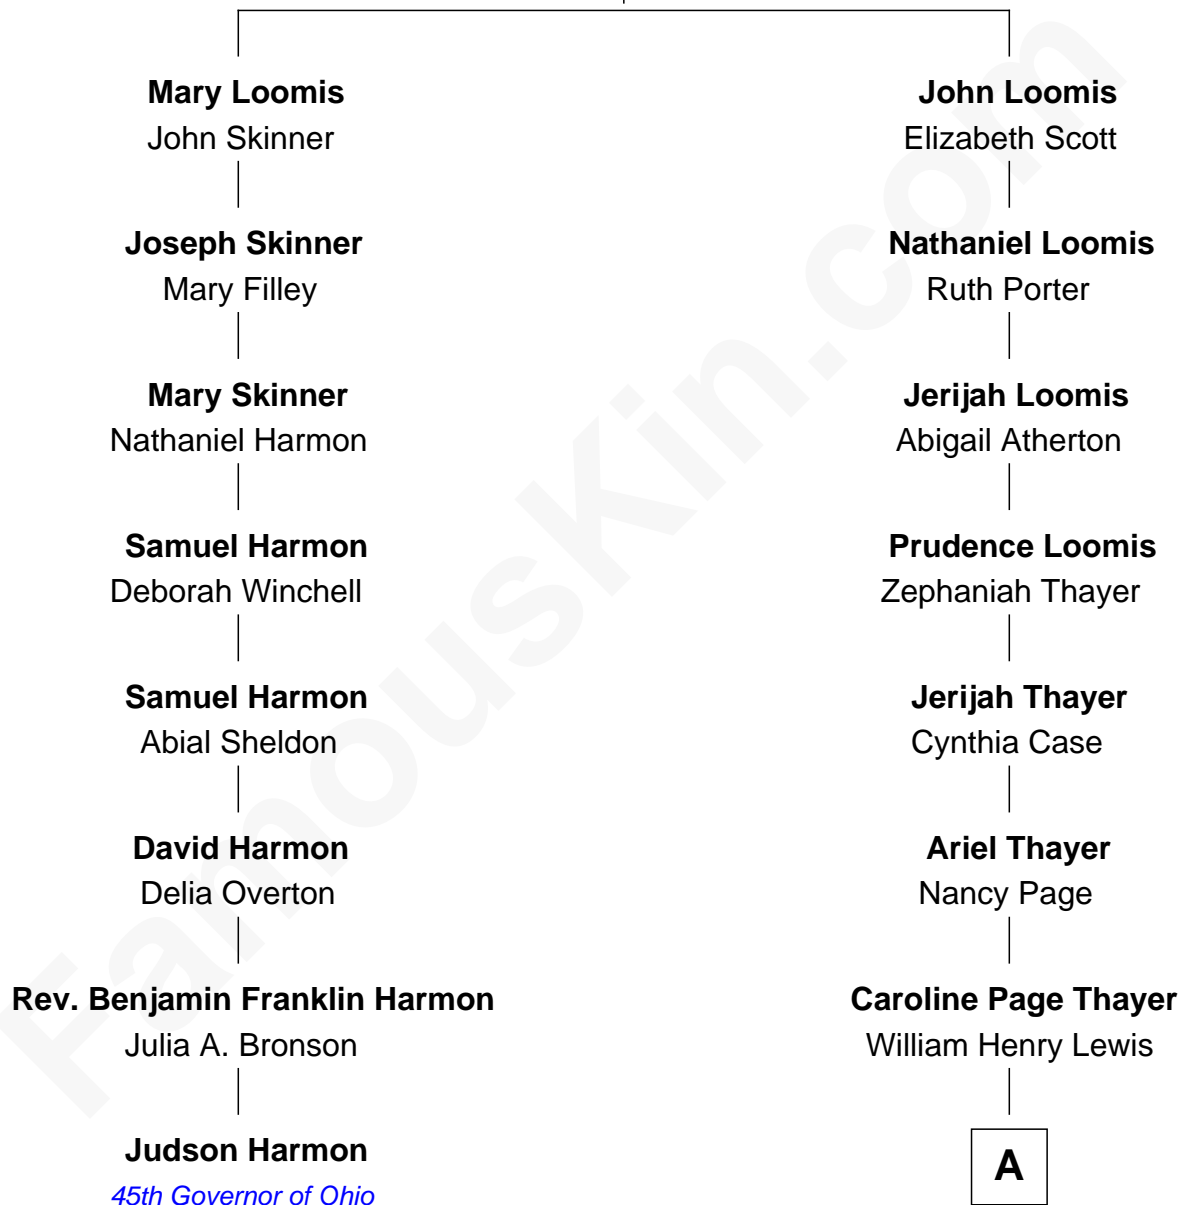 Mary Loomis
John Skinner
John Loomis
Elizabeth Scott
Joseph Skinner
Mary Filley
Nathaniel Loomis
Ruth Porter
Mary Skinner
Nathaniel Harmon
Jerijah Loomis
Abigail Atherton
Samuel Harmon
Deborah Winchell
Prudence Loomis
Zephaniah Thayer
Samuel Harmon
Abial Sheldon
Jerijah Thayer
Cynthia Case
David Harmon
Delia Overton
Ariel Thayer
Nancy Page
Rev. Benjamin Franklin Harmon
Julia A. Bronson
Caroline Page Thayer
William Henry Lewis
Judson Harmon
45th Governor of Ohio
A
FamousKin.com